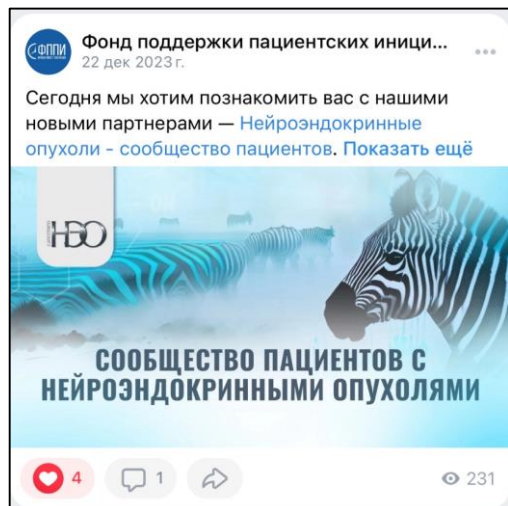 ФППИ
Фонд поддержки пациентских иници...
22 дек 2023 г.
Сегодня мы хотим познакомить вас с нашими
новыми партнерами — Нейроэндокринные
опухоли - сообщество пациентов. Показать ещё
НЭО
СООБЩЕСТВО ПАЦИЕНТОВ С
НЕЙРОЭНДОКРИННЫМИ ОПУХОЛЯМИ
4
1
231